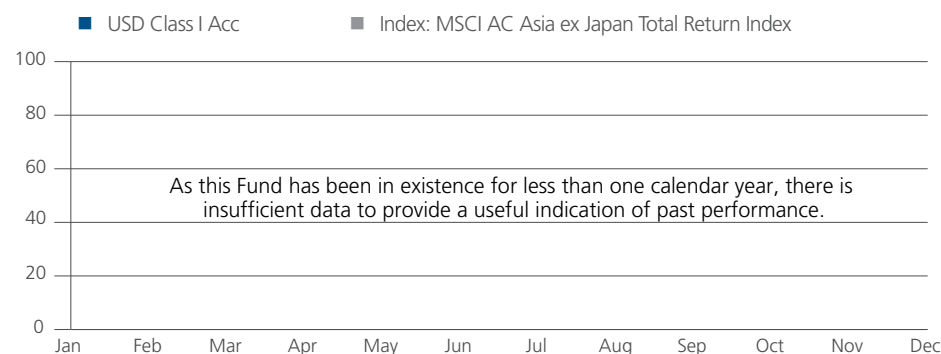 USD Class I Acc Index: MSCI AC Asia ex Japan Total Return Index
100
80
60
As this Fund has been in existence for less than one calendar year, there is
insufficient data to provide a useful indication of past performance.
40
20
0
Jan Feb Mar Apr May Jun Jul Aug Sep Oct Nov Dec